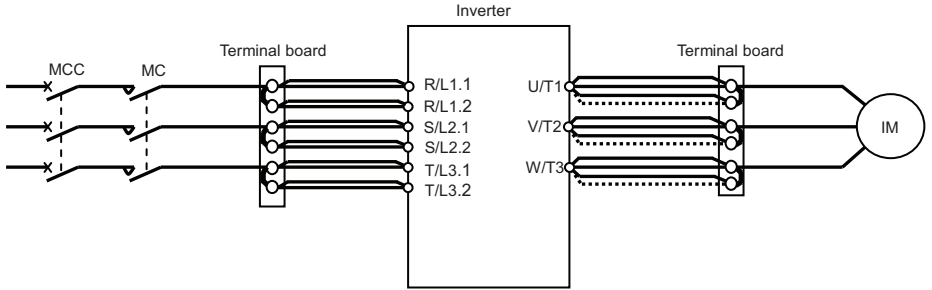 Inverter
Terminal board
Terminal board
MCC
MC
R/L1.1
R/L1.2
S/L2.1
S/L2.2
T/L3.1
T/L3.2
U/T1
V/T2
W/T3
IM